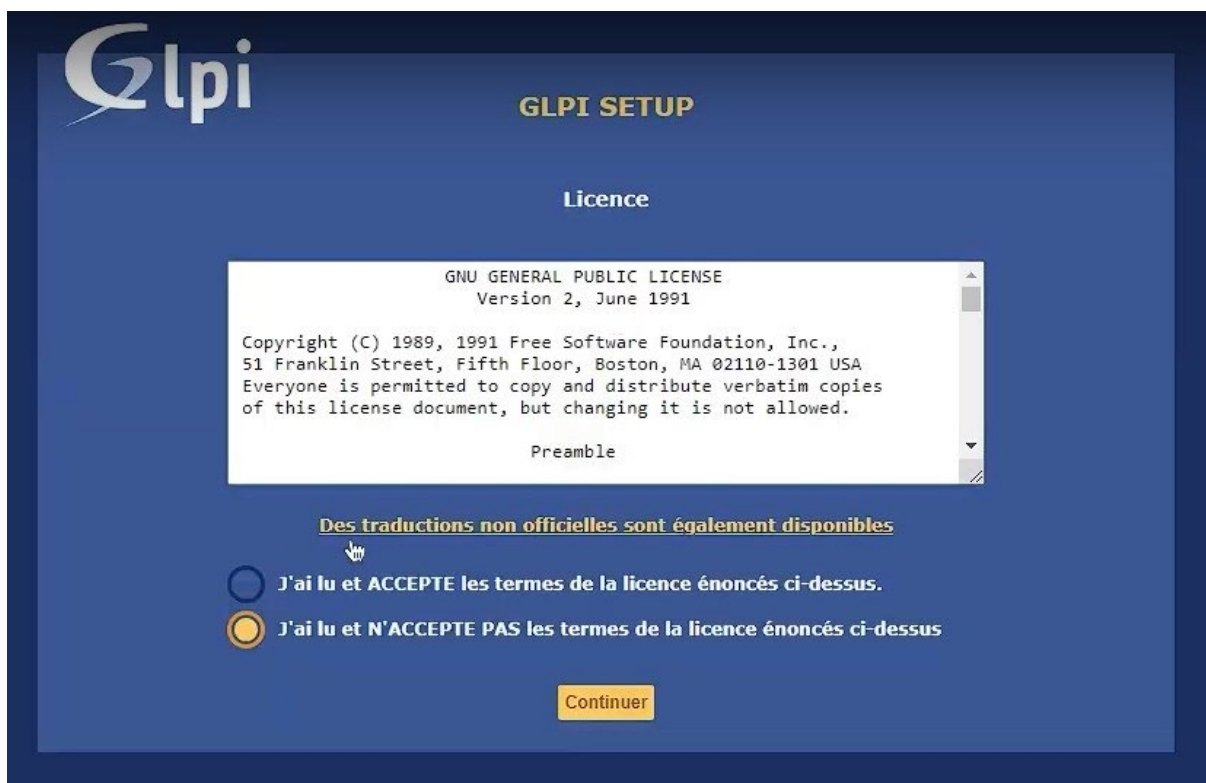 Glpi
GLPI SETUP
Licence
GNU GENERAL PUBLIC LICENSE
Version 2, June 1991
Copyright (C) 1989, 1991 Free Software Foundation, Inc.,
51 Franklin Street, Fifth Floor, Boston, MA 02110-1301 USA
Everyone is permitted to copy and distribute verbatim copies
of this license document, but changing it is not allowed.
Preamble
Des traductions non officielles sont également disponibles
J'ai lu et ACCEPTE les termes de la licence énoncés ci-dessus.
J'ai lu et N'ACCEPTE PAS les termes de la licence énoncés ci-dessus
Continuer